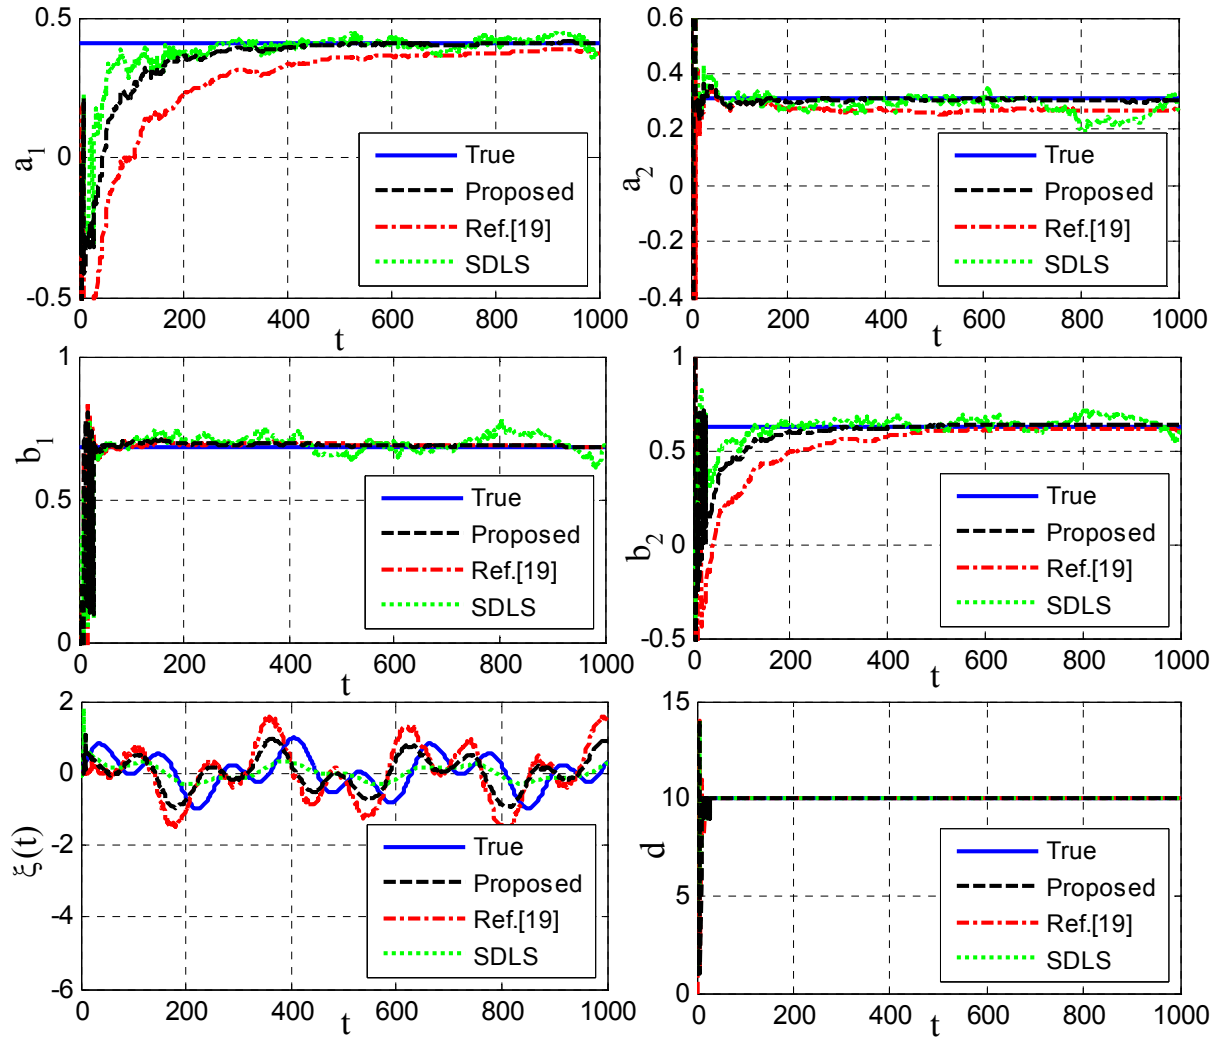 0.5
0
-0.5
a1
True
Proposed
Ref.[19]
SDLS
0 200 400 600 800 1000
t
0.6
0.4
0.2
0
-0.2
-0.4
a2
True
Proposed
Ref.[19]
SDLS
0 200 400 600 800 1000
t
1
0.5
0
b1
True
Proposed
Ref.[19]
SDLS
0 200 400 600 800 1000
t
1
0.5
0
-0.5
b2
True
Proposed
Ref.[19]
SDLS
0 200 400 600 800 1000
t
2
0
-2
-4
-6
ξ(t)
True
Proposed
Ref.[19]
SDLS
0 200 400 600 800 1000
t
15
10
5
0
d
True
Proposed
Ref.[19]
SDLS
0 200 400 600 800 1000
t